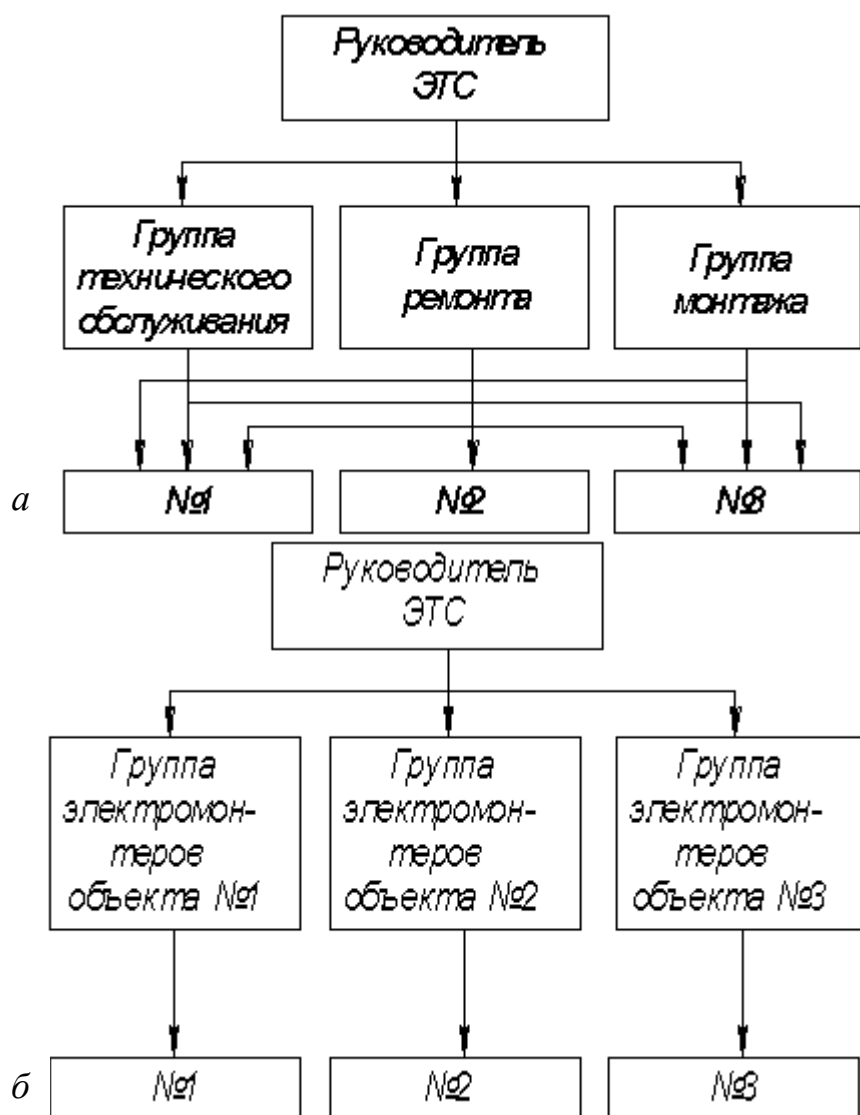 Руководитель
ЭТС
Группа
технического
обслуживания
Группа
ремонта
Группа
монтажа
а
№1
№2
№3
Руководитель
ЭТС
Группа
электромон-
теров
объекта №1
Группа
электромон-
теров
объекта №2
Группа
электромон-
теров
объекта №3
б
№1
№2
№3